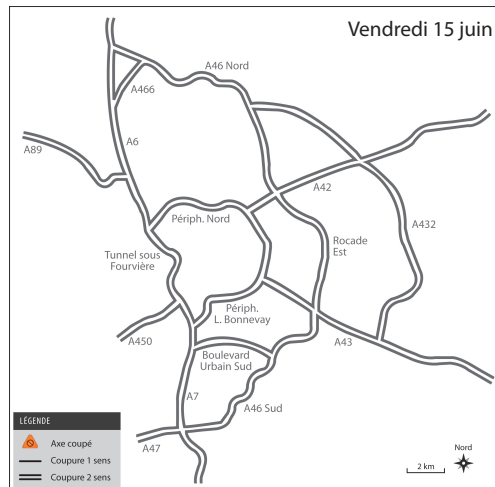 Vendredi 15 juin
A46 Nord
A466
A6
A89
A42
Périph. Nord
A432
Rocade
Est
Tunnel sous
Fourvière
Périph.
L. Bonnevay
A450
A43
Boulevard
Urbain Sud
A7
A46 Sud
A47
LÉGENDE
Axe coupé
Coupure 1 sens
Coupure 2 sens
2 km
Nord